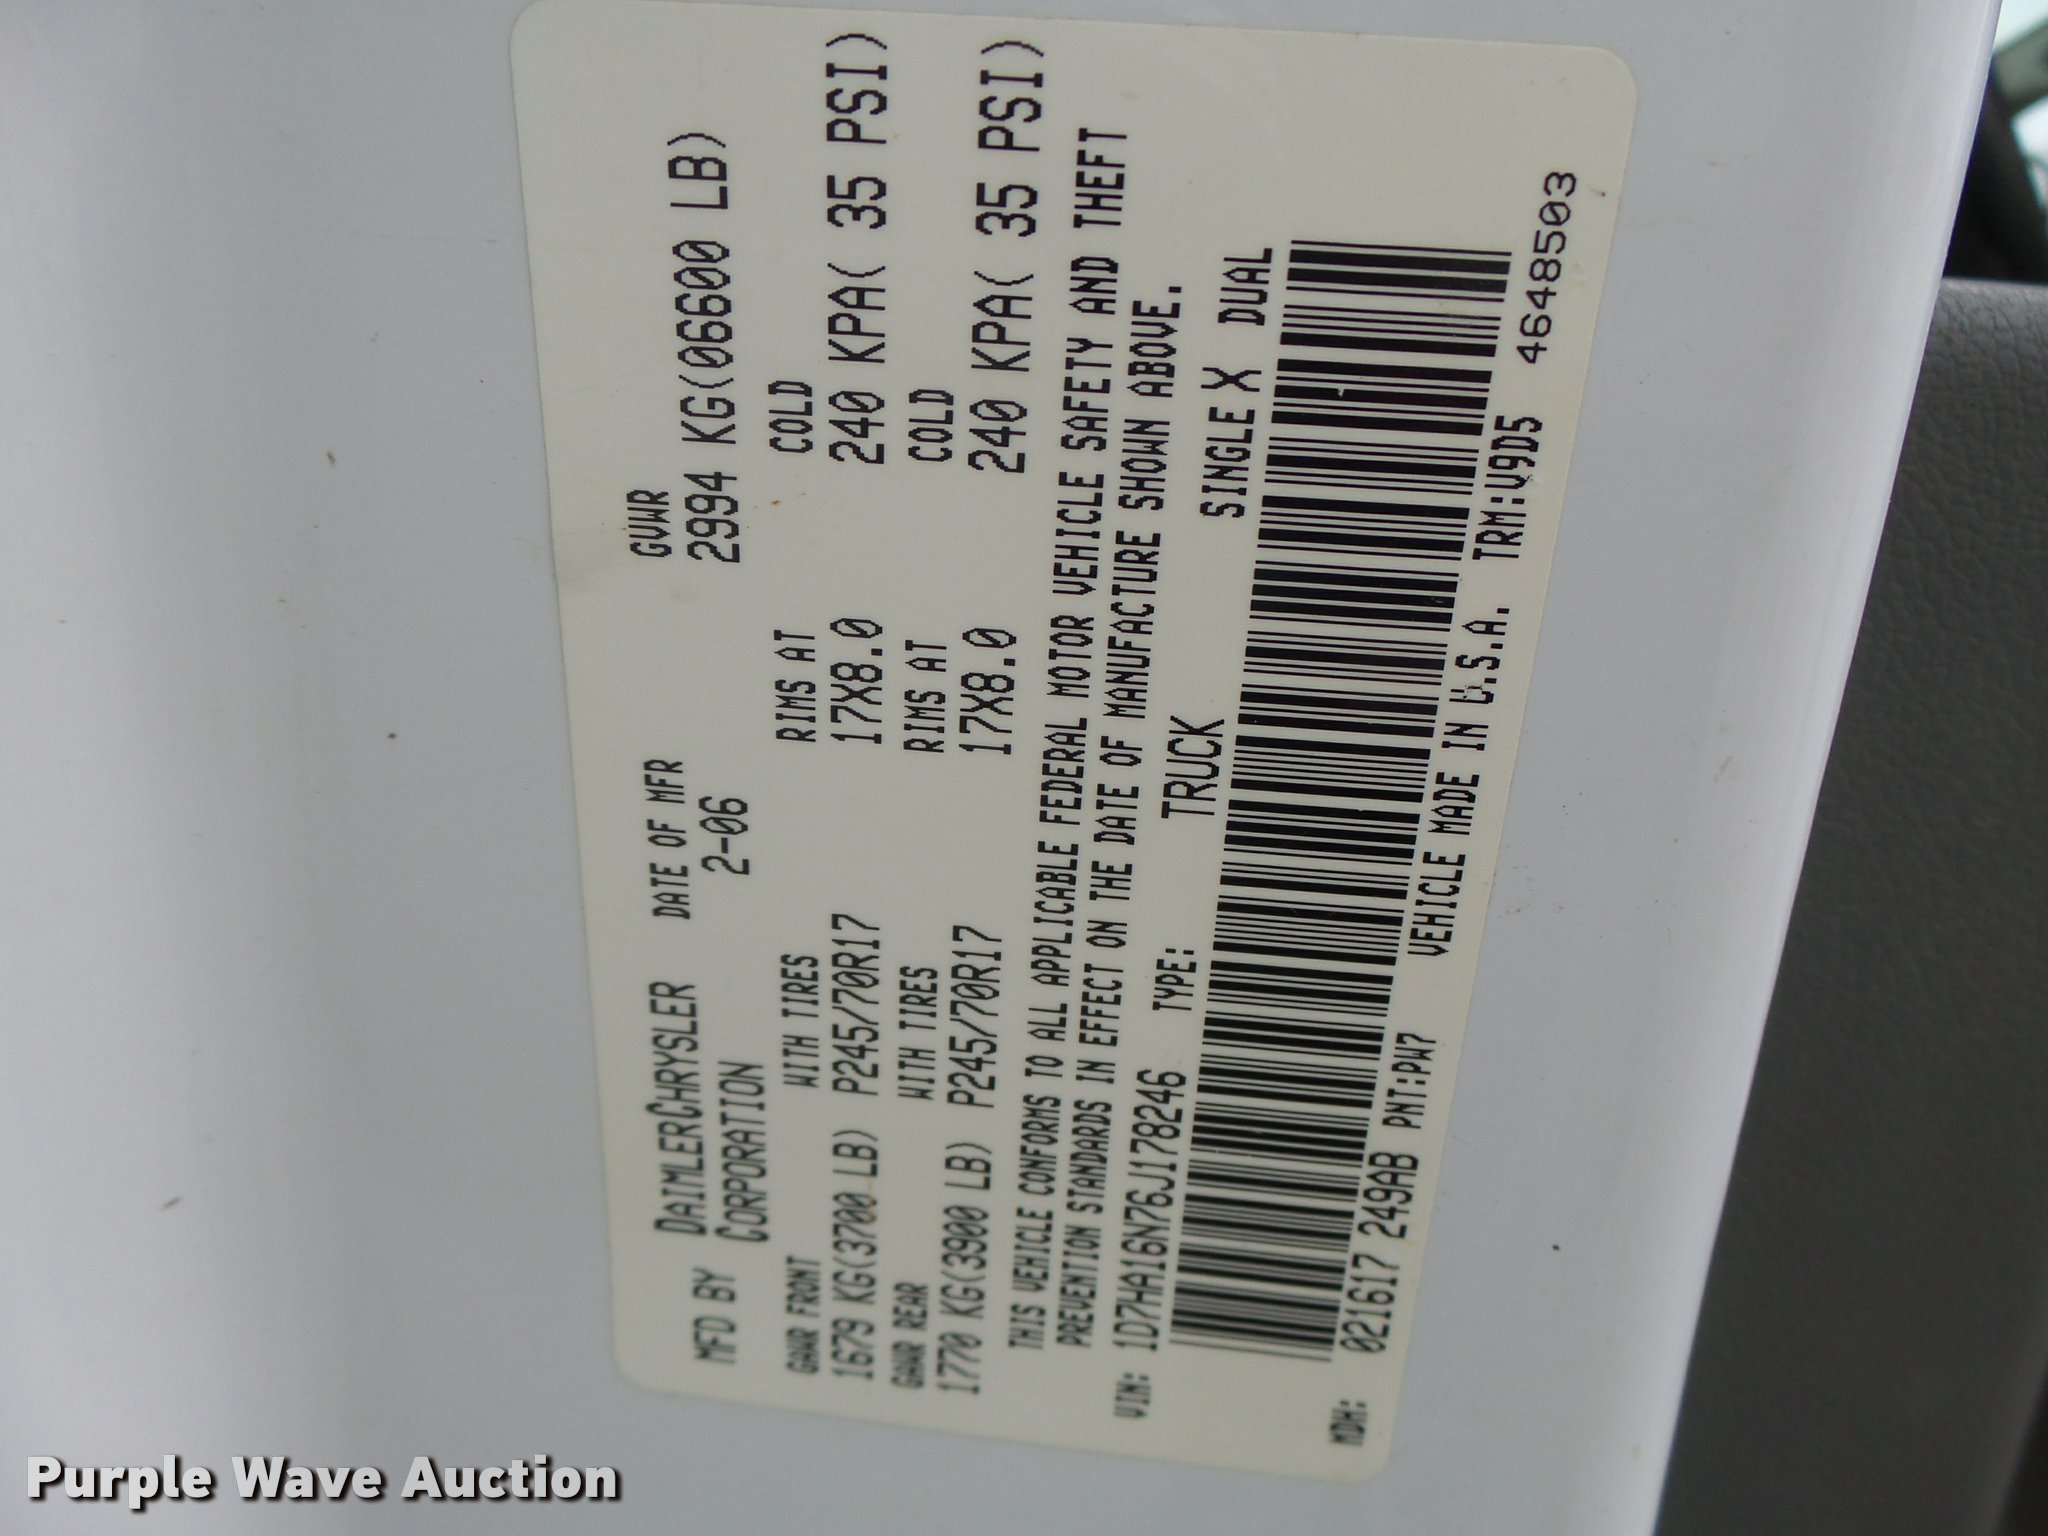 MFD BY DAIMLERCHRYSLER CORPORATION DATE OF MFR 2-06 GVWR 2994 KG(06600 LB)
GAWR FRONT WITH TIRES RIMS AT COLD
1679 KG(3700 LB) P245/70R17 17X8.0 240 KPA( 35 PSI)
GAWR REAR WITH TIRES RIMS AT COLD
1770 KG(3900 LB) P245/70R17 17X8.0 240 KPA( 35 PSI)
THIS VEHICLE CONFORMS TO ALL APPLICABLE FEDERAL MOTOR VEHICLE SAFETY AND THEFT
PREVENTION STANDARDS IN EFFECT ON THE DATE OF MANUFACTURE SHOWN ABOVE.
VIN: 1D7HA16N76J178246 TYPE: TRUCK SINGLE X DUAL
MDH: 021617 249AB PNT:PW7 VEHICLE MADE IN U.S.A. TRM:V9D5 4648503
Purple Wave Auction